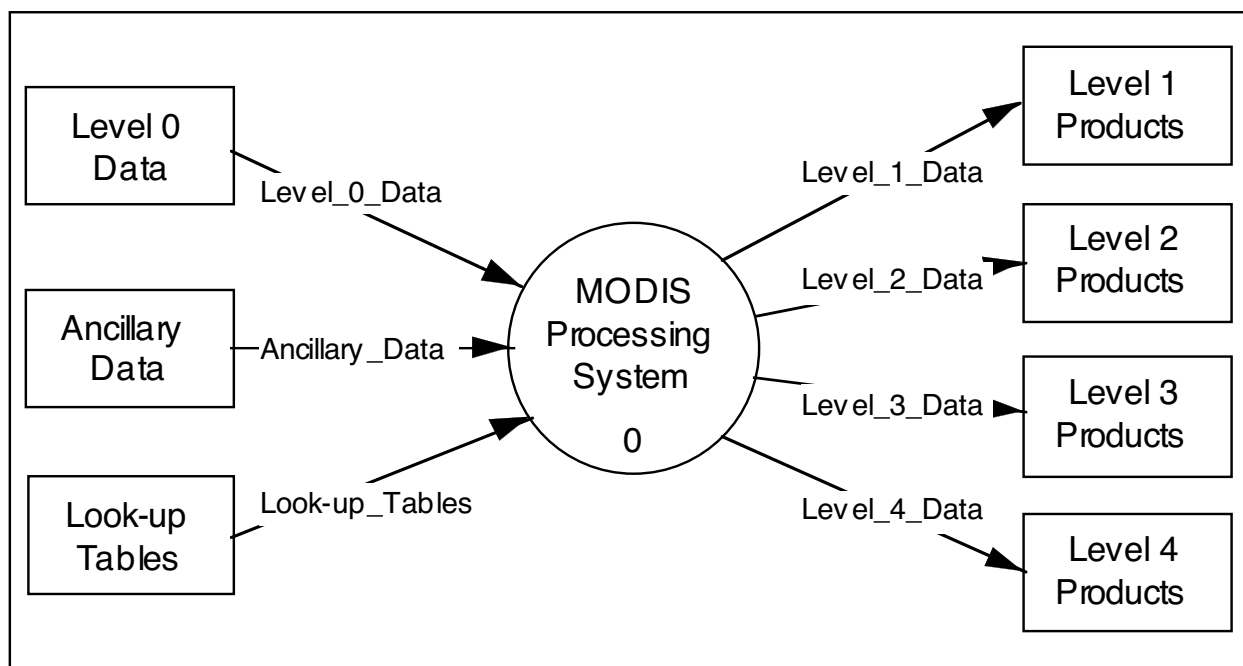 Level 0
Data
Level_0_Data
Ancillary
Data
Ancillary_Data
Look-up
Tables
Look-up_Tables
MODIS
Processing
System
0
Level_1_Data
Level 1
Products
Level_2_Data
Level 2
Products
Level_3_Data
Level 3
Products
Level_4_Data
Level 4
Products